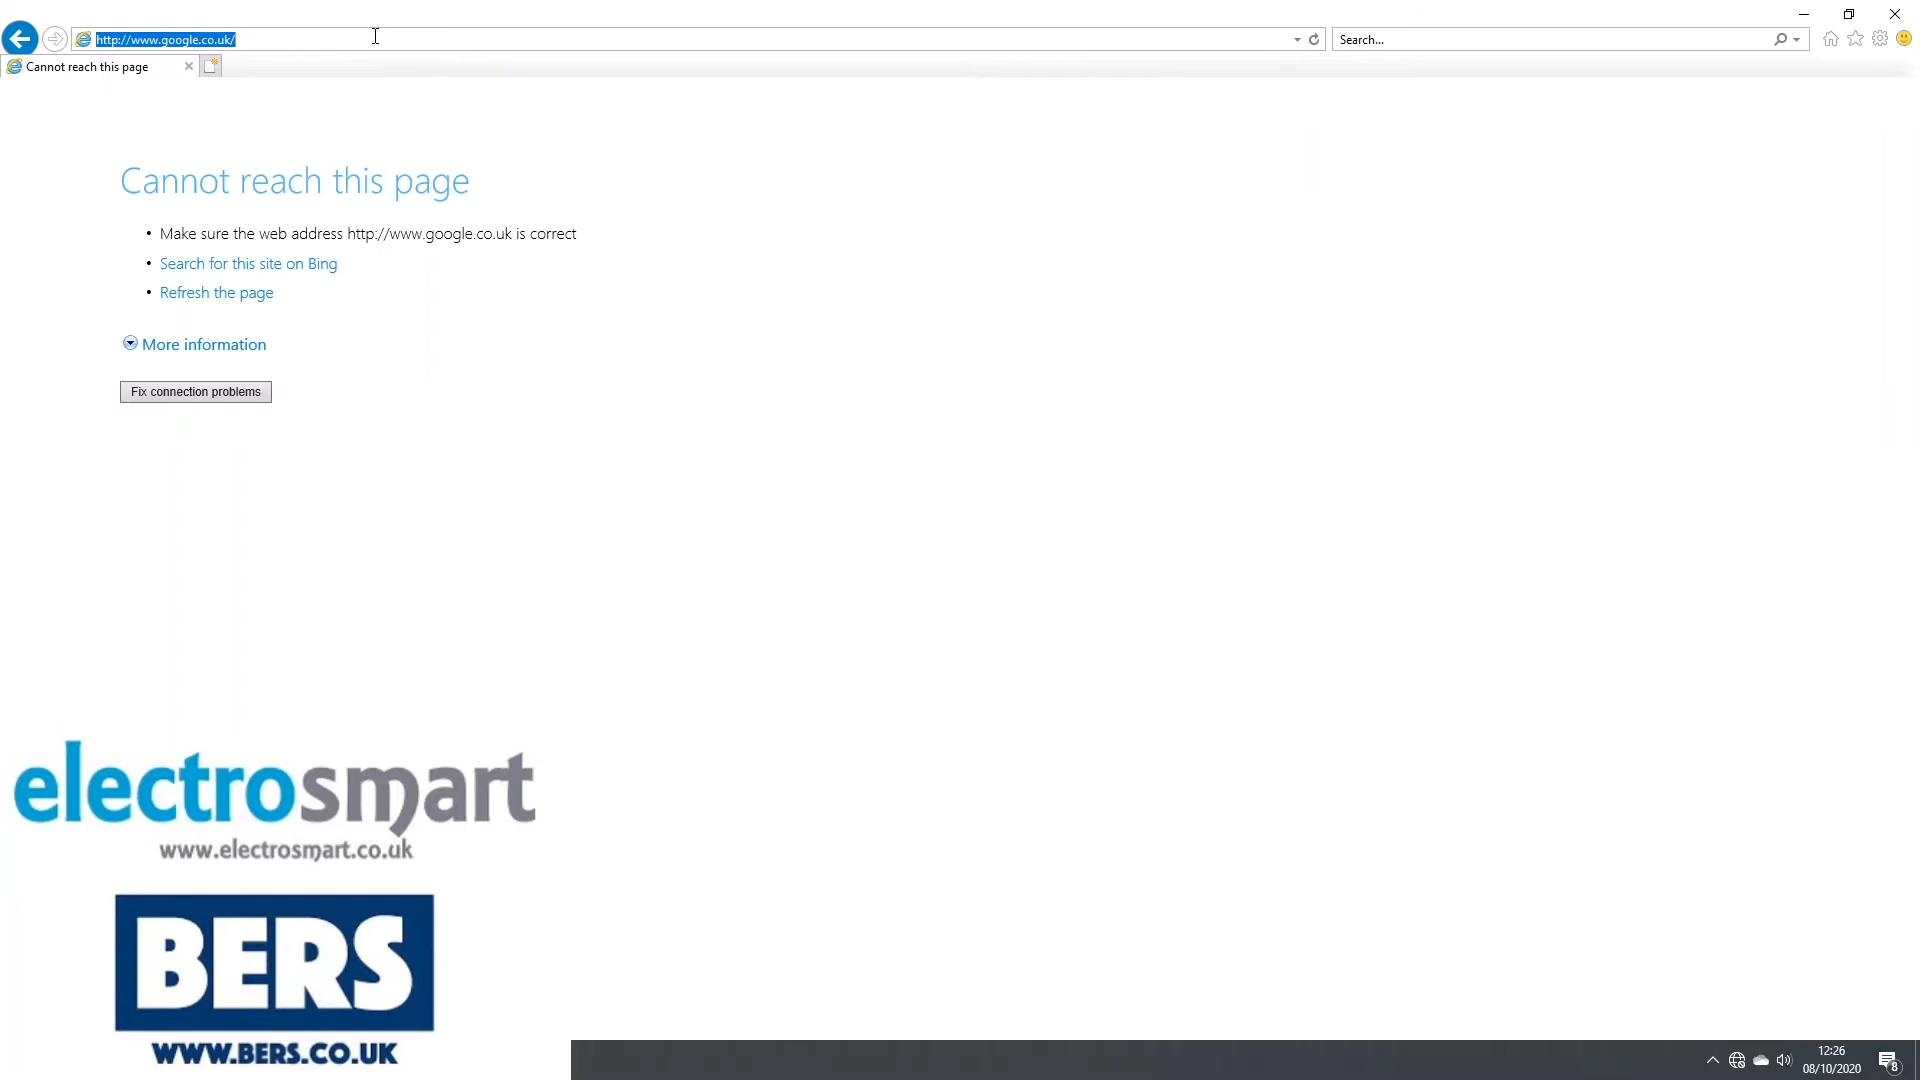 http://www.google.co.uk/
Search...
Cannot reach this page
Cannot reach this page
• Make sure the web address http://www.google.co.uk is correct
• Search for this site on Bing
• Refresh the page
More information
Fix connection problems
electrosmart
www.electrosmart.co.uk
BERS
WWW.BERS.CO.UK
12:26
08/10/2020
8